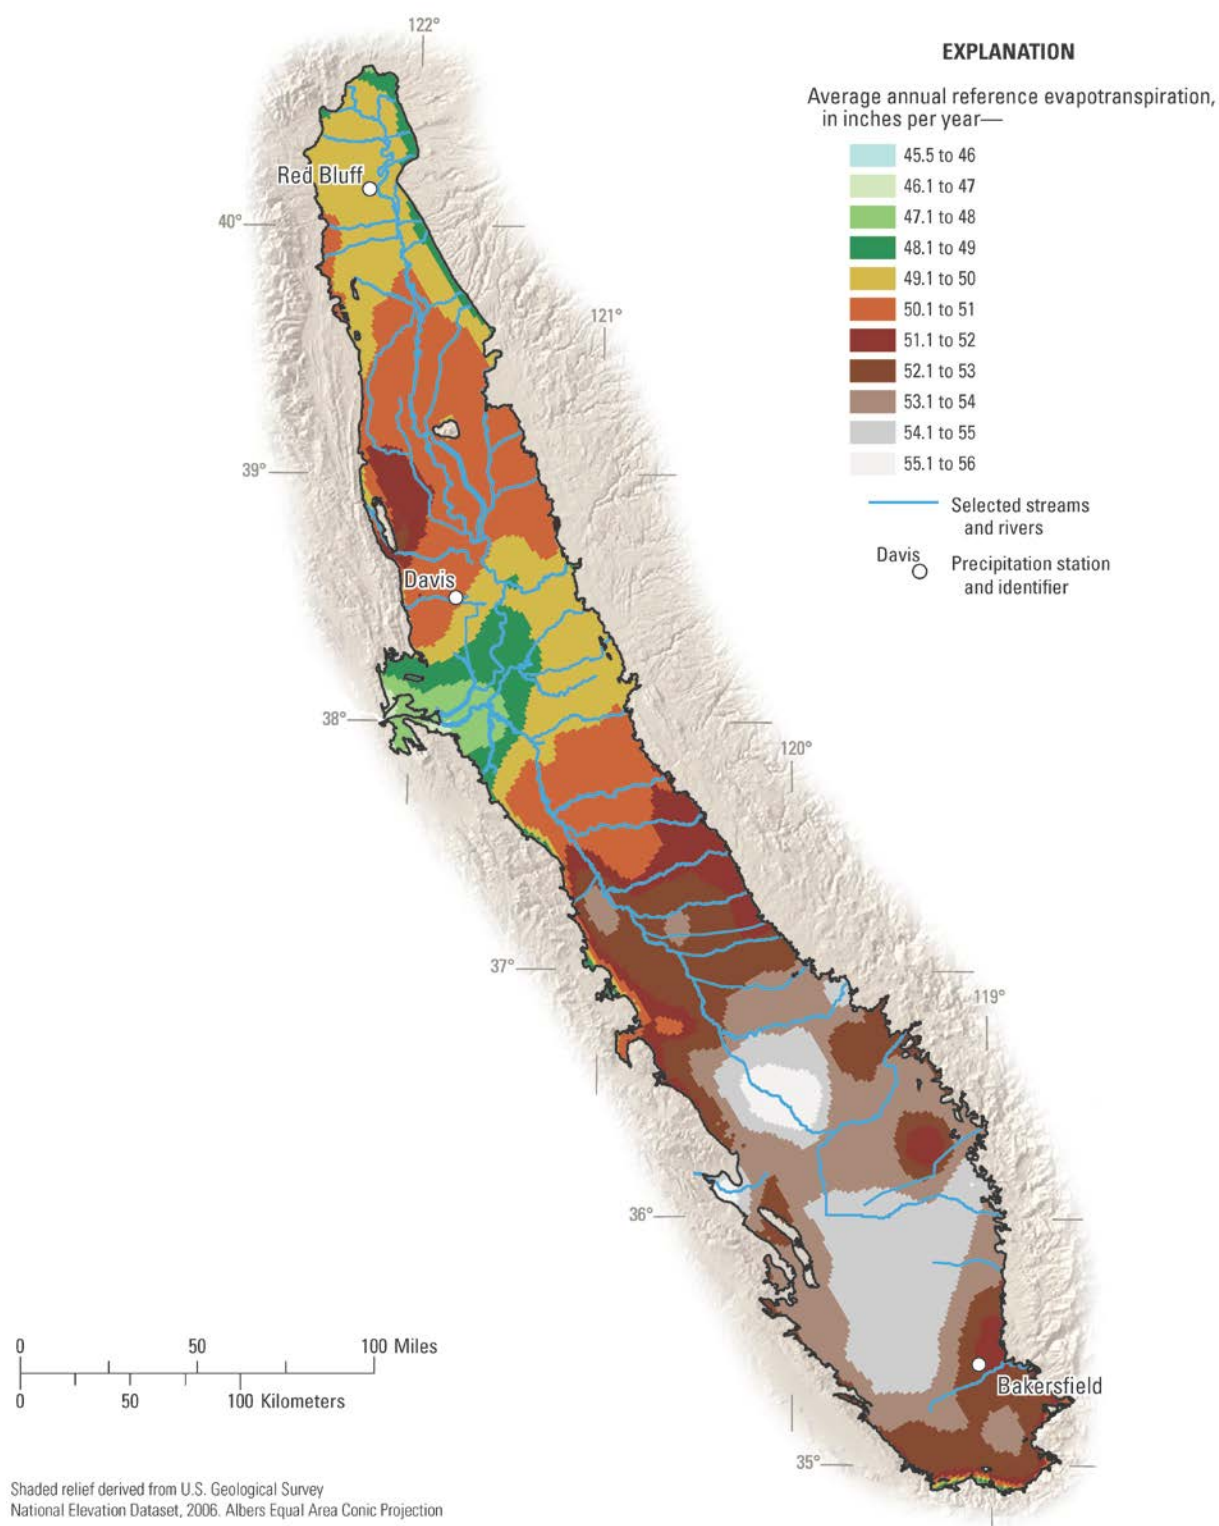 122°
EXPLANATION
Average annual reference evapotranspiration,
in inches per year—
45.5 to 46
46.1 to 47
47.1 to 48
48.1 to 49
49.1 to 50
50.1 to 51
51.1 to 52
52.1 to 53
53.1 to 54
54.1 to 55
55.1 to 56
Selected streams
and rivers
Davis
Precipitation station
and identifier
Red Bluff
40°
121°
39°
Davis
38°
120°
37°
119°
36°
Bakersfield
35°
0 50 100 Miles
0 50 100 Kilometers
Shaded relief derived from U.S. Geological Survey
National Elevation Dataset, 2006. Albers Equal Area Conic Projection